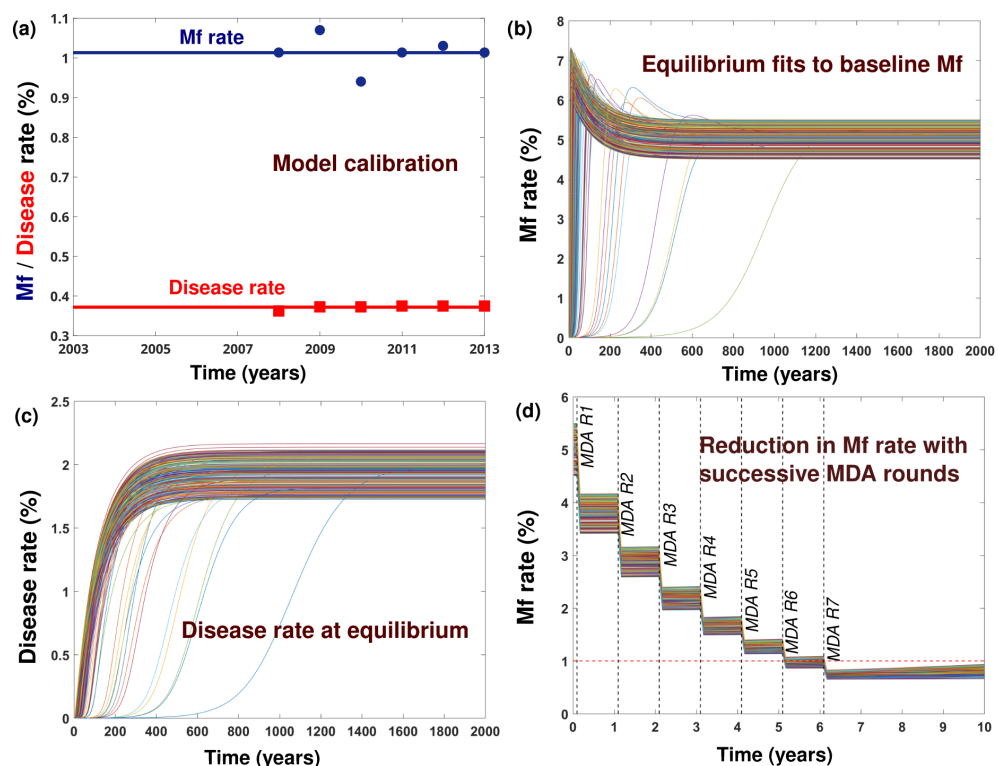 (a)
1.1
1
0.9
0.8
0.7
0.6
0.5
0.4
0.3
Mf / Disease rate (%)
Mf rate
Model calibration
Disease rate
2003 2005 2007 2009 2011 2013
Time (years)
(b)
8
7
6
5
4
3
2
1
0
Mf rate (%)
Equilibrium fits to baseline Mf
0 200 400 600 800 1000 1200 1400 1600 1800 2000
Time (years)
(c)
2.5
2
1.5
1
0.5
0
Disease rate (%)
Disease rate at equilibrium
0 200 400 600 800 1000 1200 1400 1600 1800 2000
Time (years)
(d)
6
5
4
3
2
1
0
Mf rate (%)
Reduction in Mf rate with
successive MDA rounds
MDA R1
MDA R2
MDA R3
MDA R4
MDA R5
MDA R6
MDA R7
0 1 2 3 4 5 6 7 8 9 10
Time (years)